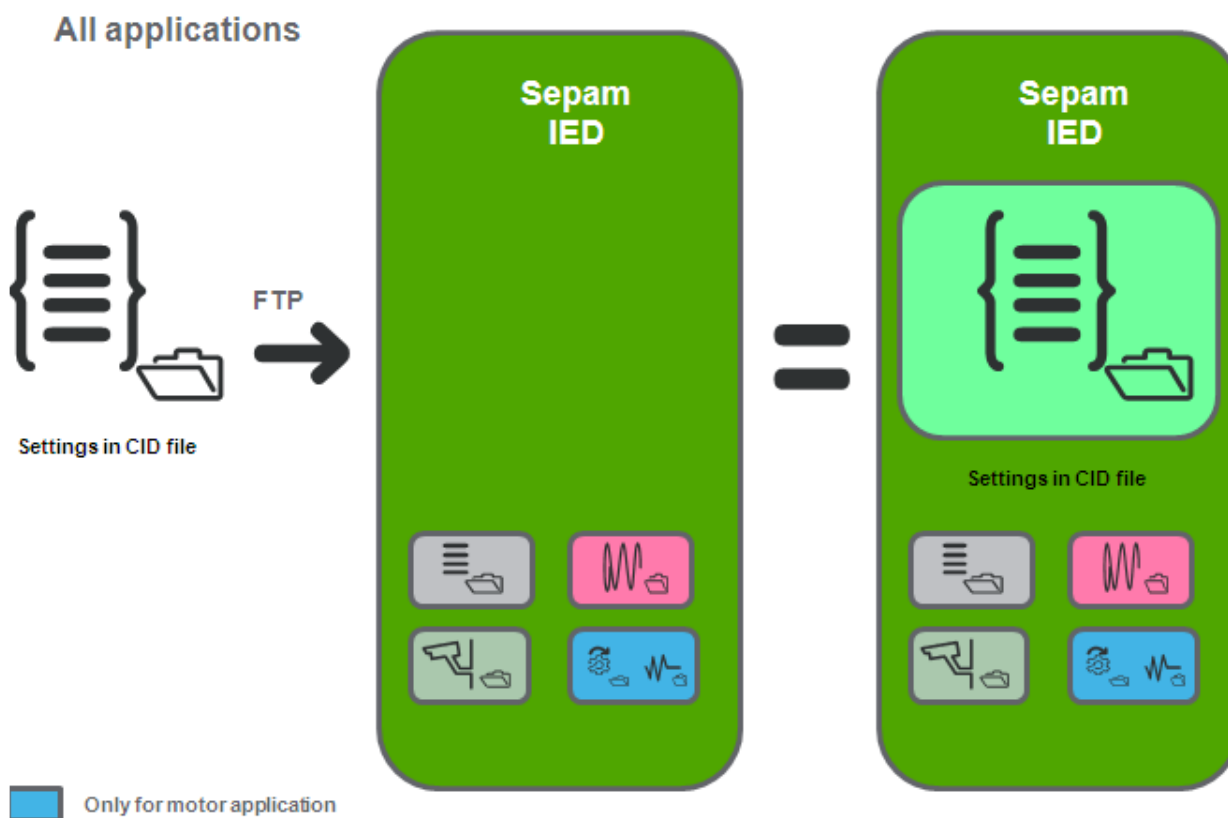 All applications
Sepam
IED
Sepam
IED
FTP
Settings in CID file
Settings in CID file
Only for motor application